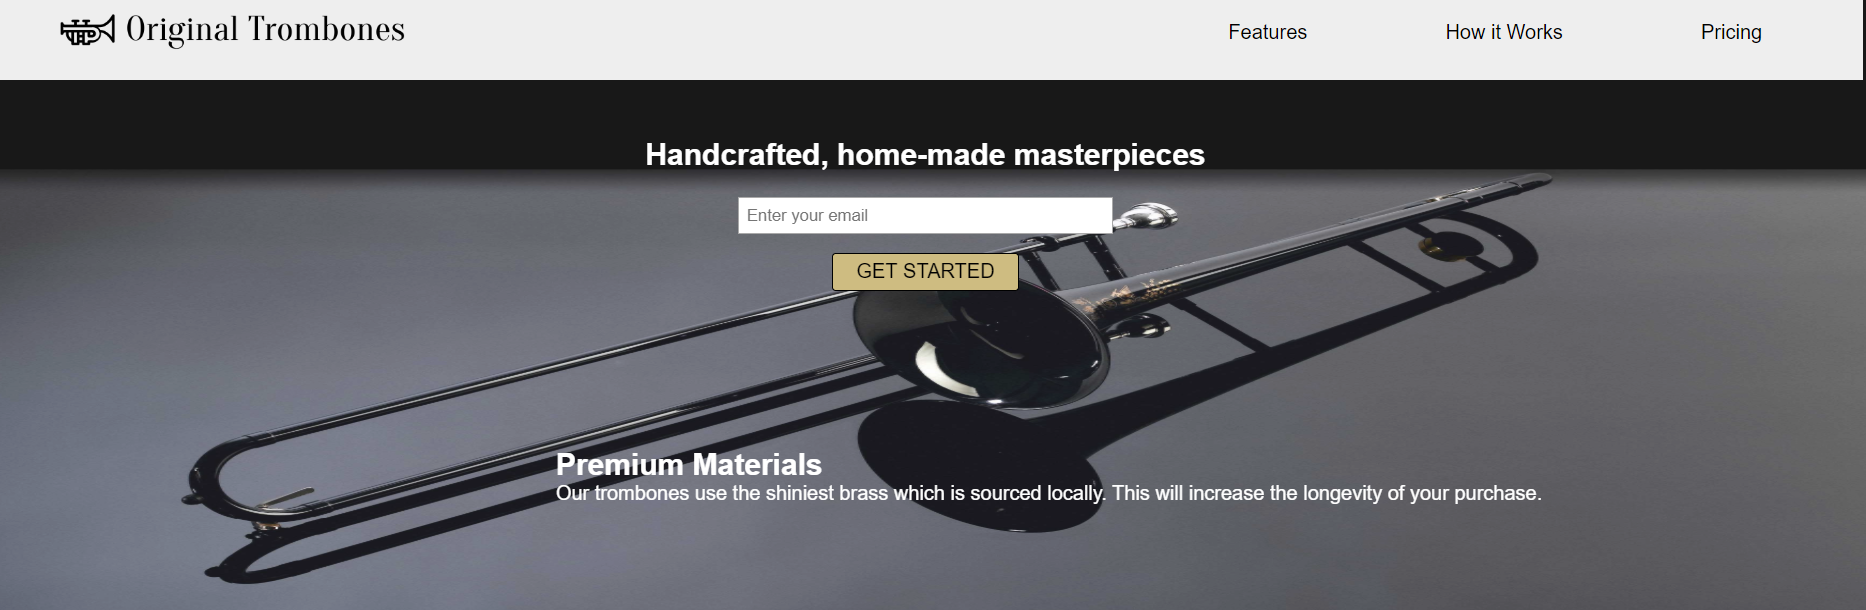 Original Trombones
Features
How it Works
Pricing
Handcrafted, home-made masterpieces
Enter your email
GET STARTED
Premium Materials
Our trombones use the shiniest brass which is sourced locally. This will increase the longevity of your purchase.